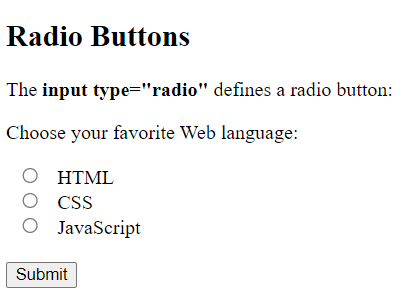 Radio Buttons
The input type="radio" defines a radio button:
Choose your favorite Web language:
HTML
CSS
JavaScript
Submit